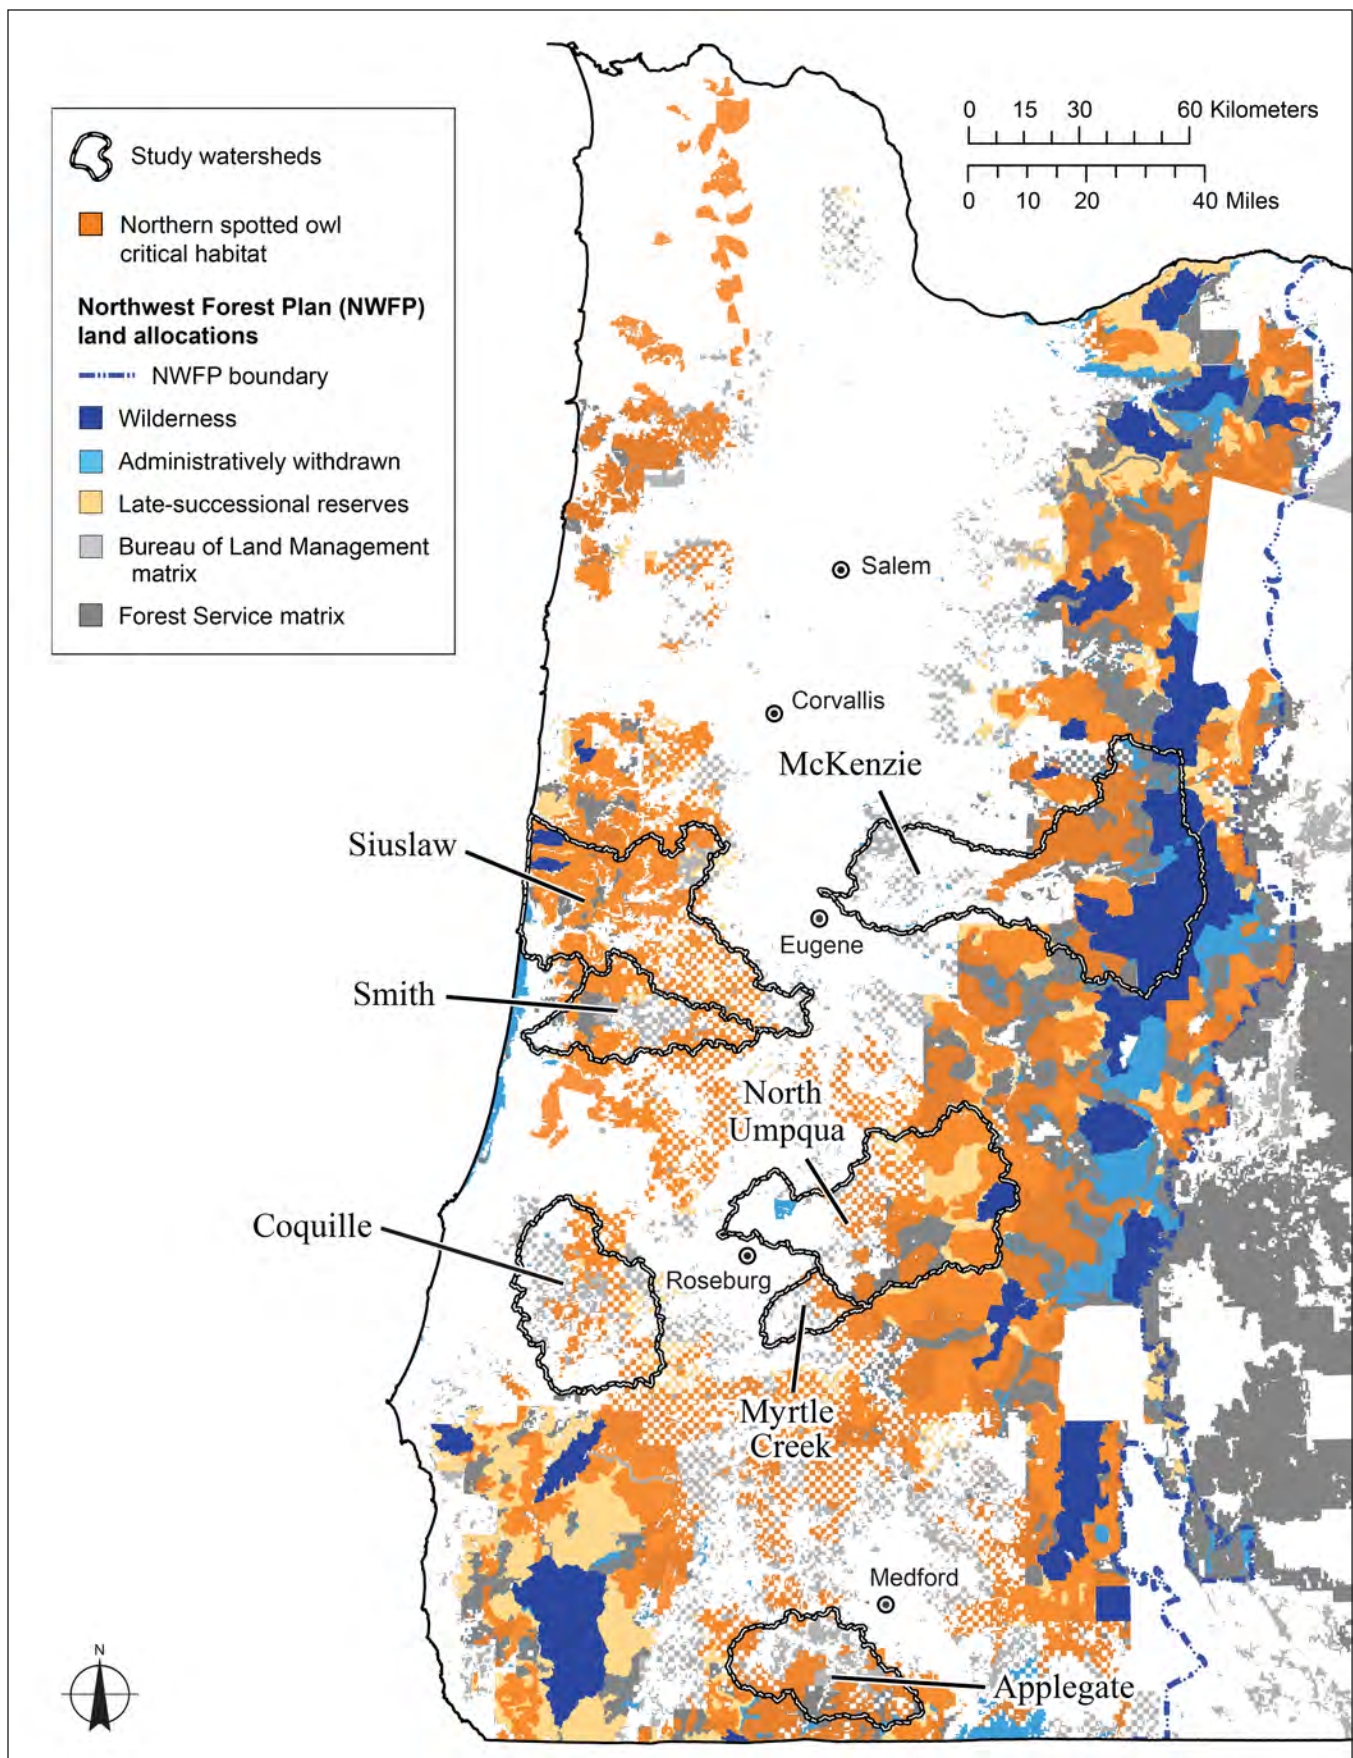 0 15 30 60 Kilometers
0 10 20 40 Miles
Study watersheds
Northern spotted owl
critical habitat
Northwest Forest Plan (NWFP)
land allocations
NWFP boundary
Wilderness
Administratively withdrawn
Late-successional reserves
Bureau of Land Management
matrix
Forest Service matrix
Salem
Corvallis
McKenzie
Siuslaw
Eugene
Smith
North
Umpqua
Coquille
Roseburg
Myrtle
Creek
Medford
Applegate
N